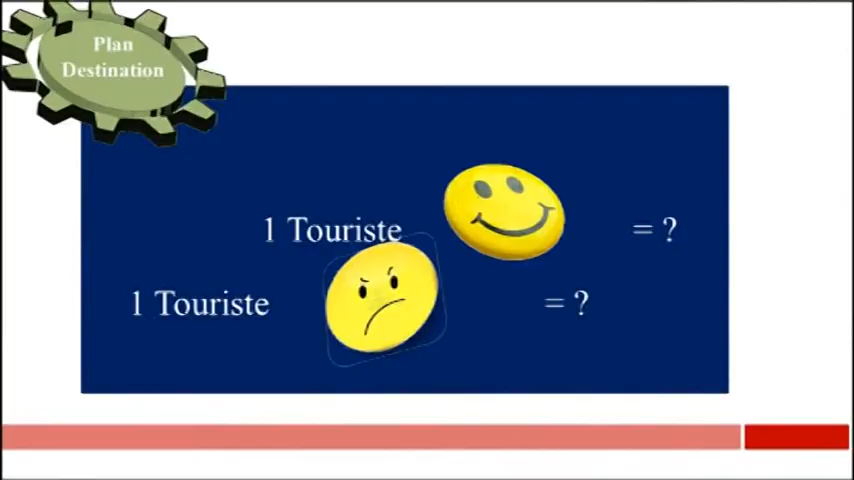 Plan
Destination
1 Touriste = ?
1 Touriste = ?